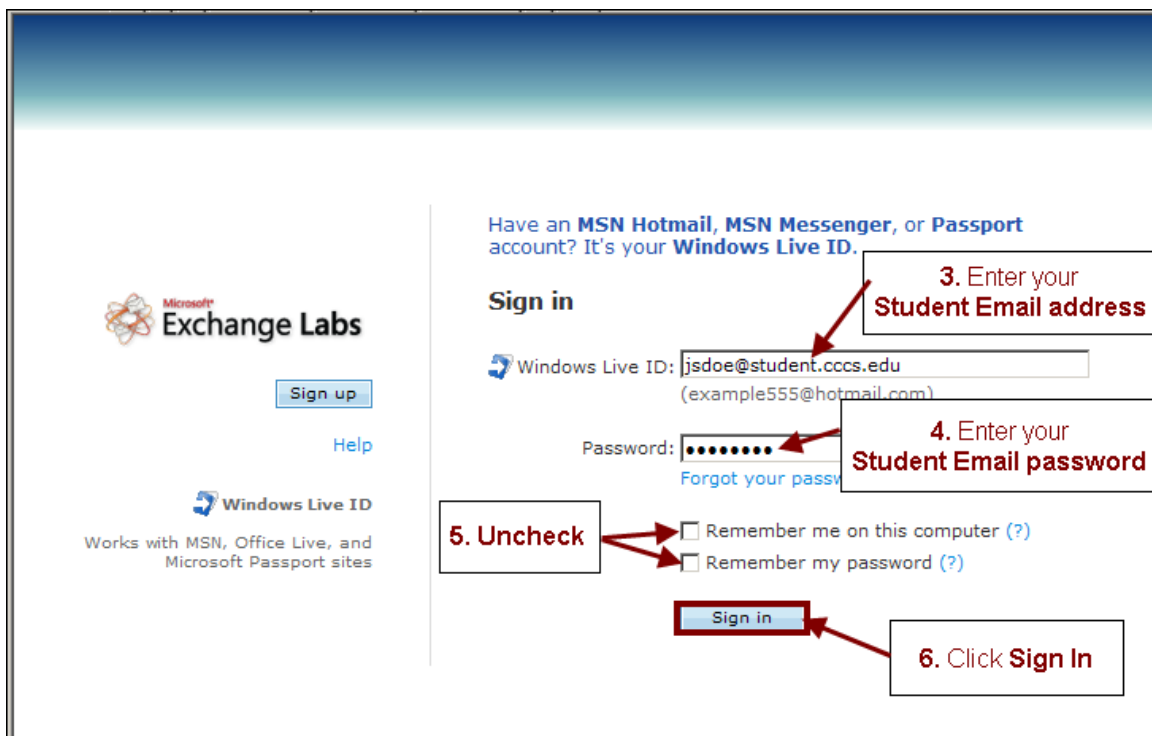 Have an MSN Hotmail, MSN Messenger, or Passport
account? It's your Windows Live ID.
3. Enter your
Student Email address
Microsoft
Exchange Labs
Sign up
Help
Windows Live ID
Works with MSN, Office Live, and
Microsoft Passport sites
Sign in
Windows Live ID: jsdoe@student.cccs.edu
(example555@hotmail.com)
4. Enter your
Student Email password
Password: ••••••••
Forgot your passw
5. Uncheck
Remember me on this computer (?)
Remember my password (?)
Sign in
6. Click Sign In